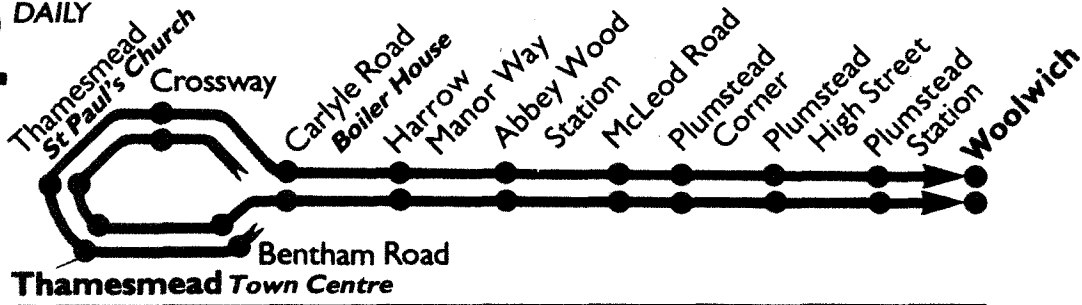 DAILY
Thamesmead
St Paul's Church
Crossway
Carlyle Road
Boiler House
Harrow
Manor Way
Abbey Wood
Station
McLeod Road
Plumstead
Corner
Plumstead
High Street
Plumstead
Station
Woolwich
Bentham Road
Thamesmead Town Centre